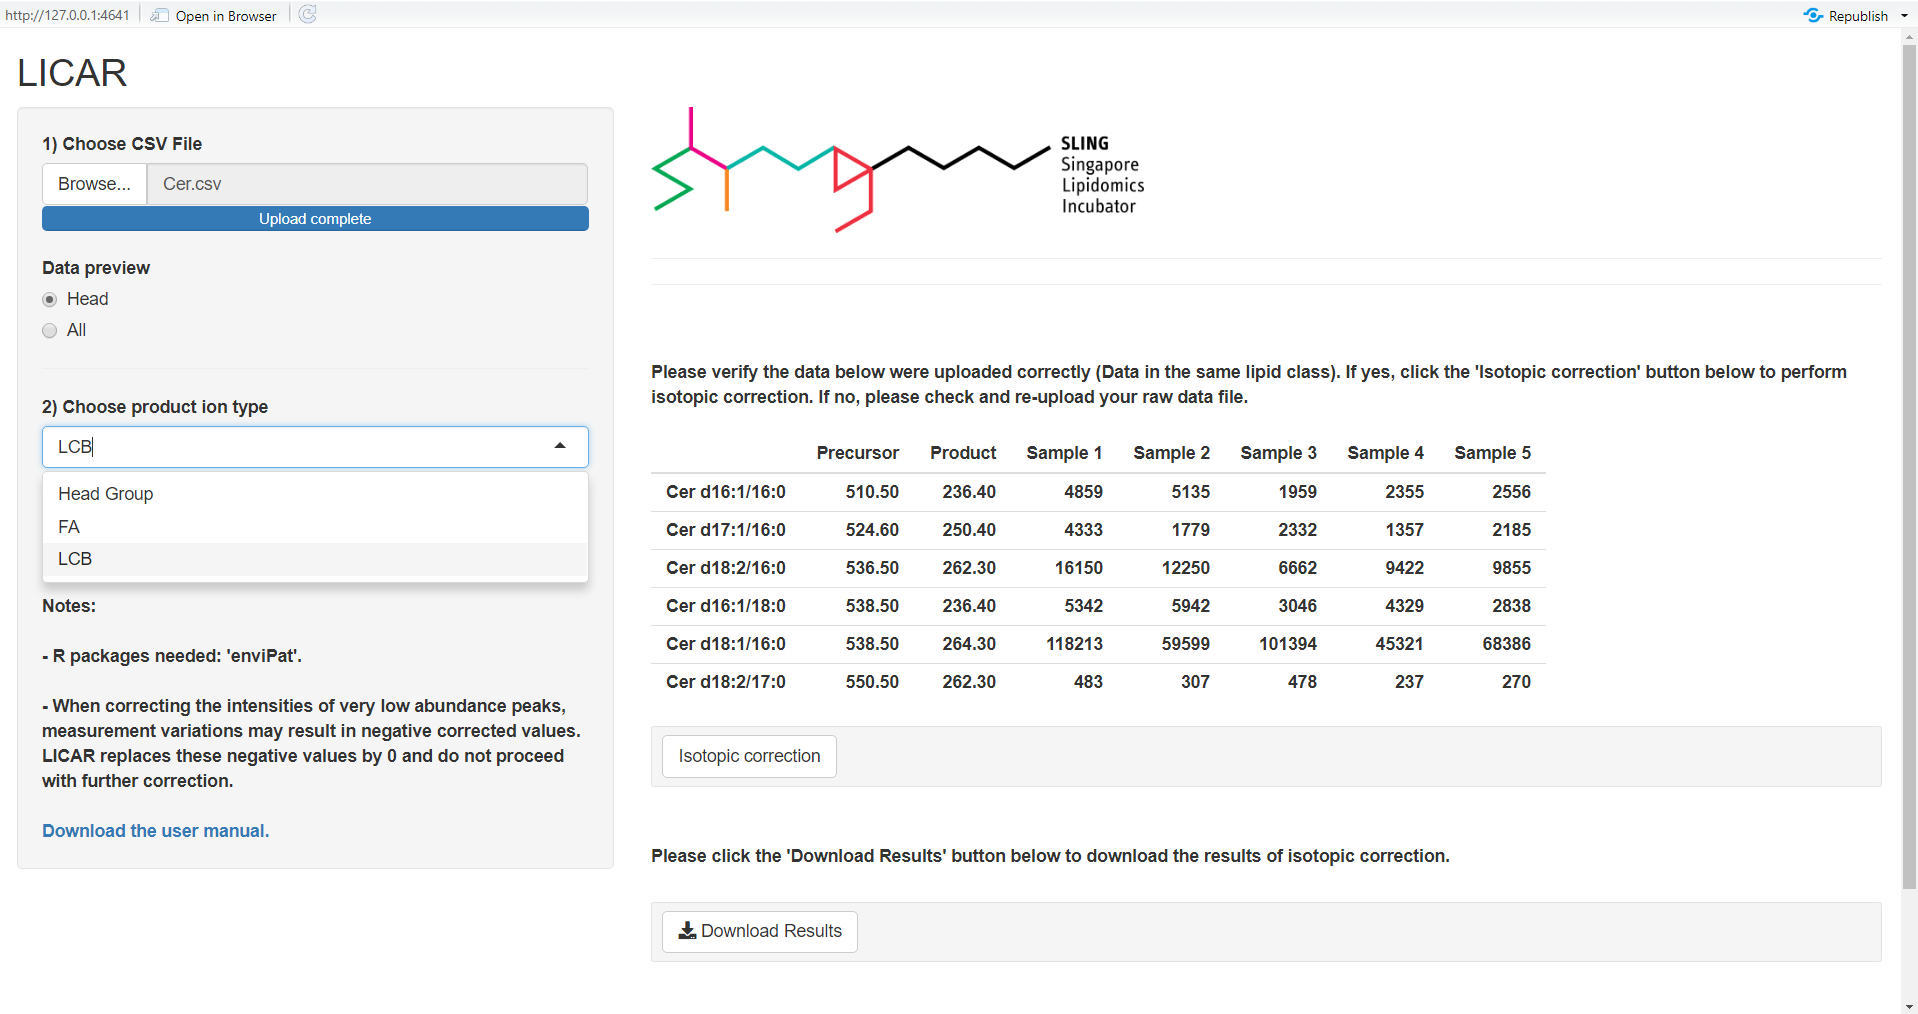 http://127.0.0.1:4641 Open in Browser Republish
LICAR
1) Choose CSV File
Browse... Cer.csv
Upload complete
Data preview
Head
All
2) Choose product ion type
LCB
Head Group
FA
LCB
Notes:
- R packages needed: 'enviPat'.
- When correcting the intensities of very low abundance peaks,
measurement variations may result in negative corrected values.
LICAR replaces these negative values by 0 and do not proceed
with further correction.
Download the user manual.
SLING
Singapore
Lipidomics
Incubator
Please verify the data below were uploaded correctly (Data in the same lipid class). If yes, click the 'Isotopic correction' button below to perform
isotopic correction. If no, please check and re-upload your raw data file.
Precursor Product Sample 1 Sample 2 Sample 3 Sample 4 Sample 5
Cer d16:1/16:0 510.50 236.40 4859 5135 1959 2355 2556
Cer d17:1/16:0 524.60 250.40 4333 1779 2332 1357 2185
Cer d18:2/16:0 536.50 262.30 16150 12250 6662 9422 9855
Cer d16:1/18:0 538.50 236.40 5342 5942 3046 4329 2838
Cer d18:1/16:0 538.50 264.30 118213 59599 101394 45321 68386
Cer d18:2/17:0 550.50 262.30 483 307 478 237 270
Isotopic correction
Please click the 'Download Results' button below to download the results of isotopic correction.
Download Results